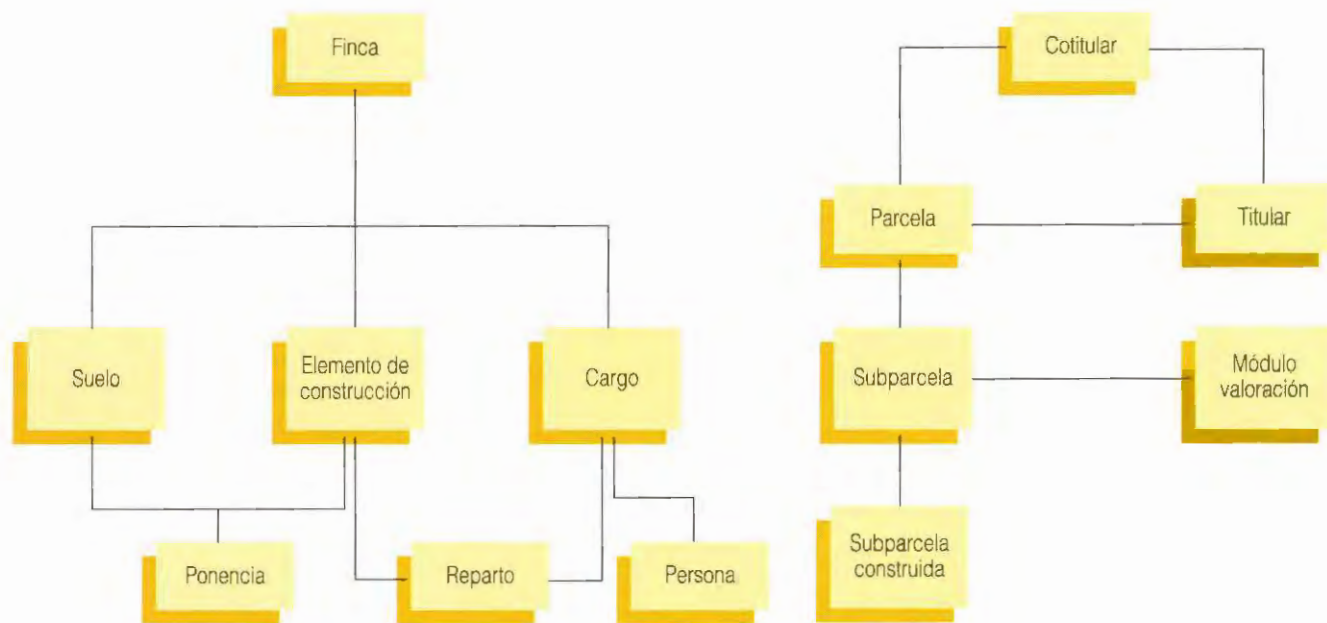 Finca
Suelo
Elemento de
construcción
Cargo
Ponencia
Reparto
Persona
Cotitular
Parcela
Titular
Subparcela
Módulo
valoración
Subparcela
construida